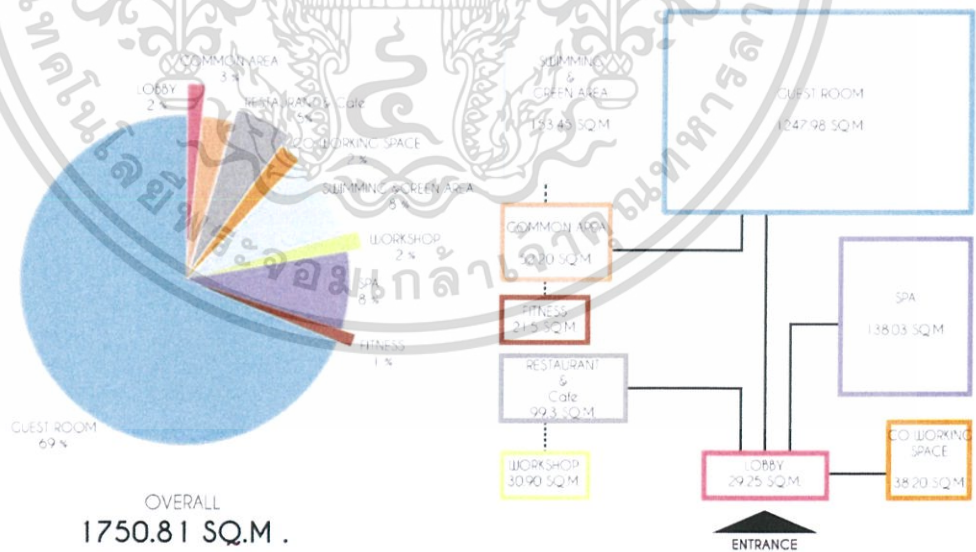 COMMON AREA
3 %
LOBBY
2 %
RESTAURANT & Cafe
5%
CO WORKING SPACE
2 %
SWIMMING & GREEN AREA
8 %
WORKSHOP
2 %
SPA
8 %
FITNESS
1 %
GUEST ROOM
69 %
OVERALL
1750.81 SQ.M .
SWIMMING
&
GREEN AREA
153.45 SQ.M
GUEST ROOM
1247.98 SQ.M
COMMON AREA
50.20 SQ.M
FITNESS
21.5 SQ.M
RESTAURANT
&
Cafe
99.3 SQ.M
WORKSHOP
30.90 SQ.M
SPA
138.03 SQ.M
LOBBY
29.25 SQ.M
CO WORKING
SPACE
38.20 SQ.M
ENTRANCE